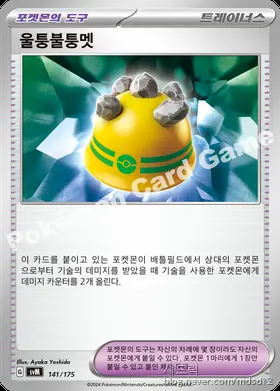 포켓몬의 도구
트레이너스
울퉁불퉁멧
Pokémon Card Game
이 카드를 붙이고 있는 포켓몬이 배틀필드에서 상대의 포켓몬
으로부터 기술의 데미지를 받았을 때 기술을 사용한 포켓몬에게
데미지 카운터를 2개 올린다.
포켓몬의 도구는 자신의 차례에 몇 장이라도 자신의
포켓몬에게 붙일 수 있다. 포켓몬 1마리에게 1장만
붙일 수 있
Illus. Ayaka Yoshida
G svM 141/175
©2024 Pokémon/Nintendo/Creatures/GAME FREAK